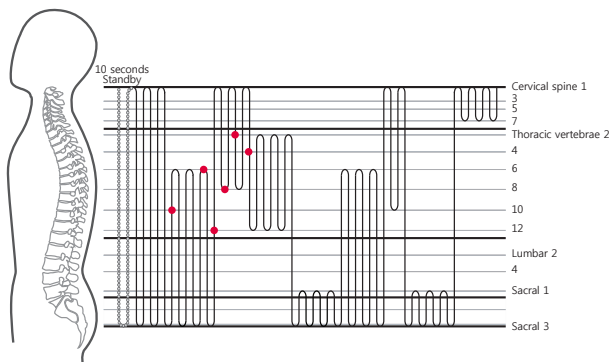 10 seconds
Standby
Cervical spine 1
3
5
7
Thoracic vertebrae 2
4
6
8
10
12
Lumbar 2
4
Sacral 1
Sacral 3